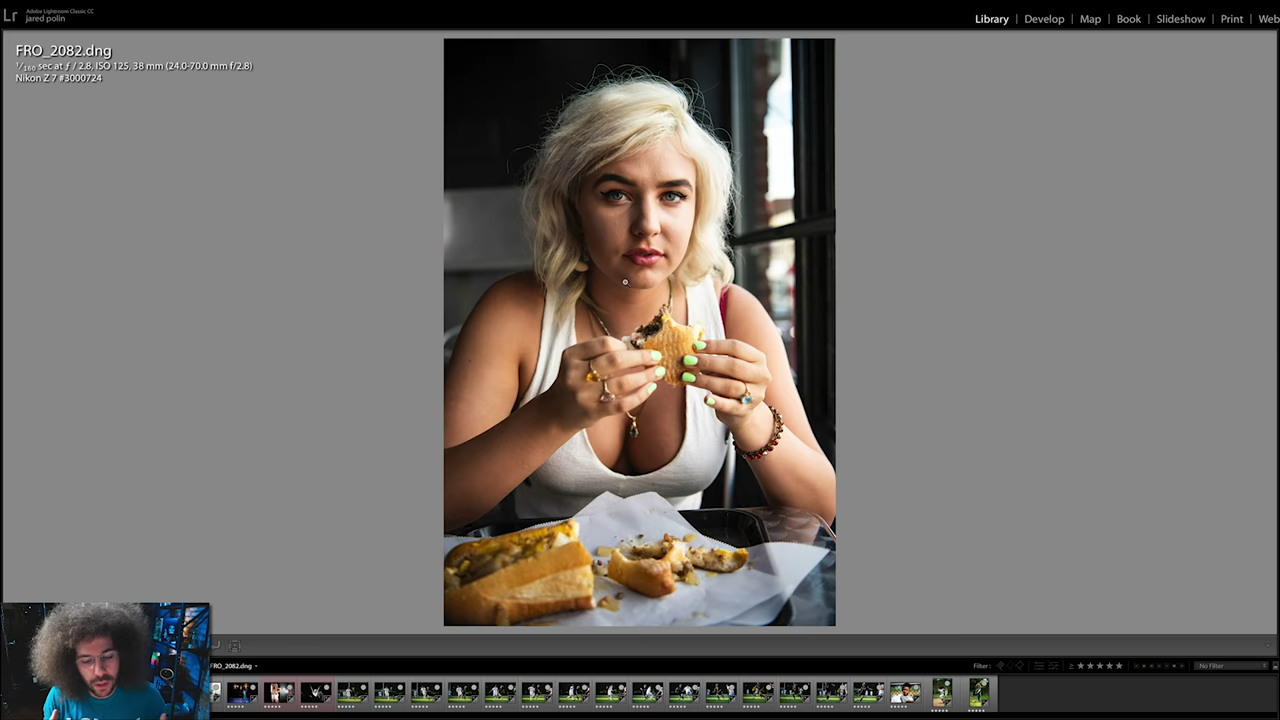 Lr Adobe Lightroom Classic CC
jared polin
Library | Develop | Map | Book | Slideshow | Print | Web
FRO_2082.dng
1/160 sec at ƒ / 2.8, ISO 125, 38 mm (24.0-70.0 mm f/2.8)
Nikon Z 7 #3000724
FRO_2082.dng
Filter :
≥ ★★★★★
No Filter